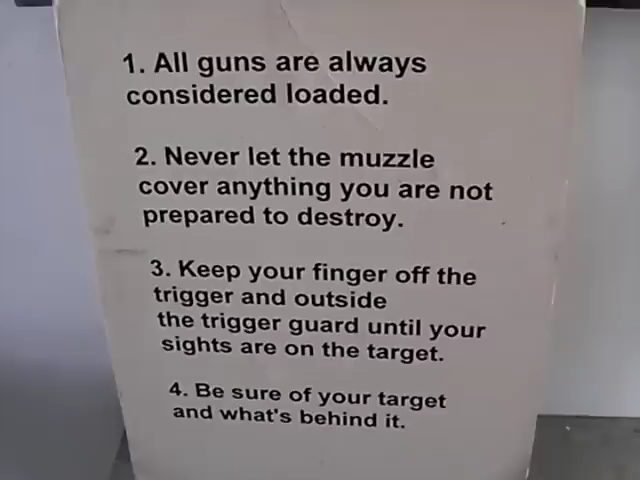 1. All guns are always
considered loaded.
2. Never let the muzzle
cover anything you are not
prepared to destroy.
3. Keep your finger off the
trigger and outside
the trigger guard until your
sights are on the target.
4. Be sure of your target
and what's behind it.